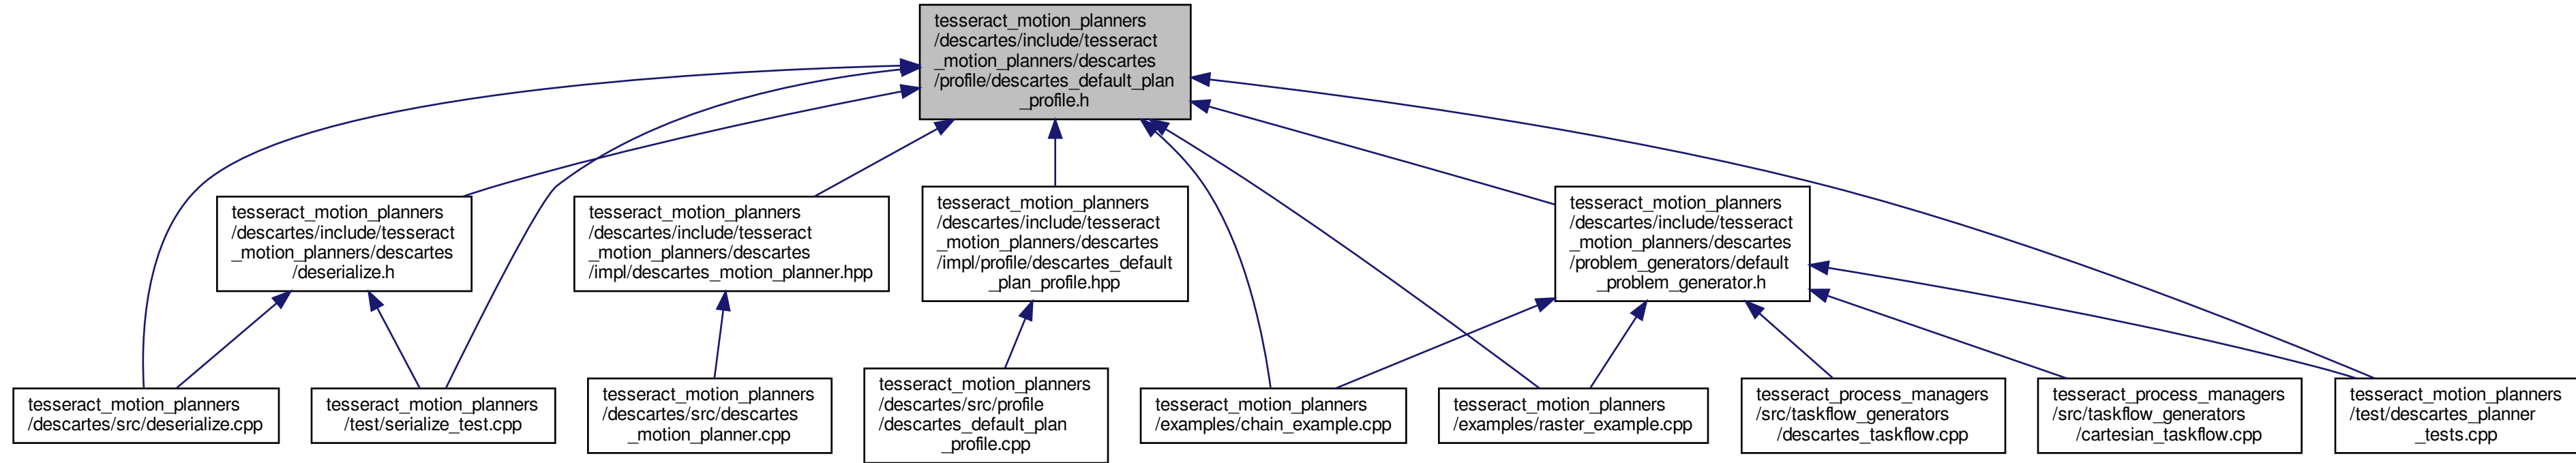 tesseract_motion_planners
/descartes/include/tesseract
_motion_planners/descartes
/profile/descartes_default_plan
_profile.h
tesseract_motion_planners
/descartes/include/tesseract
_motion_planners/descartes
/deserialize.h
tesseract_motion_planners
/descartes/include/tesseract
_motion_planners/descartes
/impl/descartes_motion_planner.hpp
tesseract_motion_planners
/descartes/include/tesseract
_motion_planners/descartes
/impl/profile/descartes_default
_plan_profile.hpp
tesseract_motion_planners
/descartes/include/tesseract
_motion_planners/descartes
/problem_generators/default
_problem_generator.h
tesseract_motion_planners
/descartes/src/deserialize.cpp
tesseract_motion_planners
/test/serialize_test.cpp
tesseract_motion_planners
/descartes/src/descartes
_motion_planner.cpp
tesseract_motion_planners
/descartes/src/profile
/descartes_default_plan
_profile.cpp
tesseract_motion_planners
/examples/chain_example.cpp
tesseract_motion_planners
/examples/raster_example.cpp
tesseract_process_managers
/src/taskflow_generators
/descartes_taskflow.cpp
tesseract_process_managers
/src/taskflow_generators
/cartesian_taskflow.cpp
tesseract_motion_planners
/test/descartes_planner
_tests.cpp